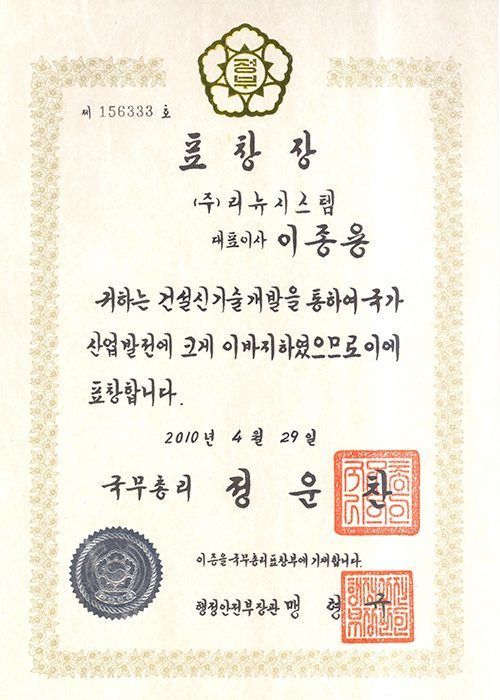 정부
제 156333 호
표 창 장
(주)리뉴시스템
대표이사 이종용
귀하는 건설신기술개발을 통하여 국가
산업발전에 크게 이바지하였으므로 이에
표창합니다.
2010년 4월 29일
국무총리 정 운 찬
이 증을 국무총리표창부에 기재합니다.
행정안전부장관 맹 형 규